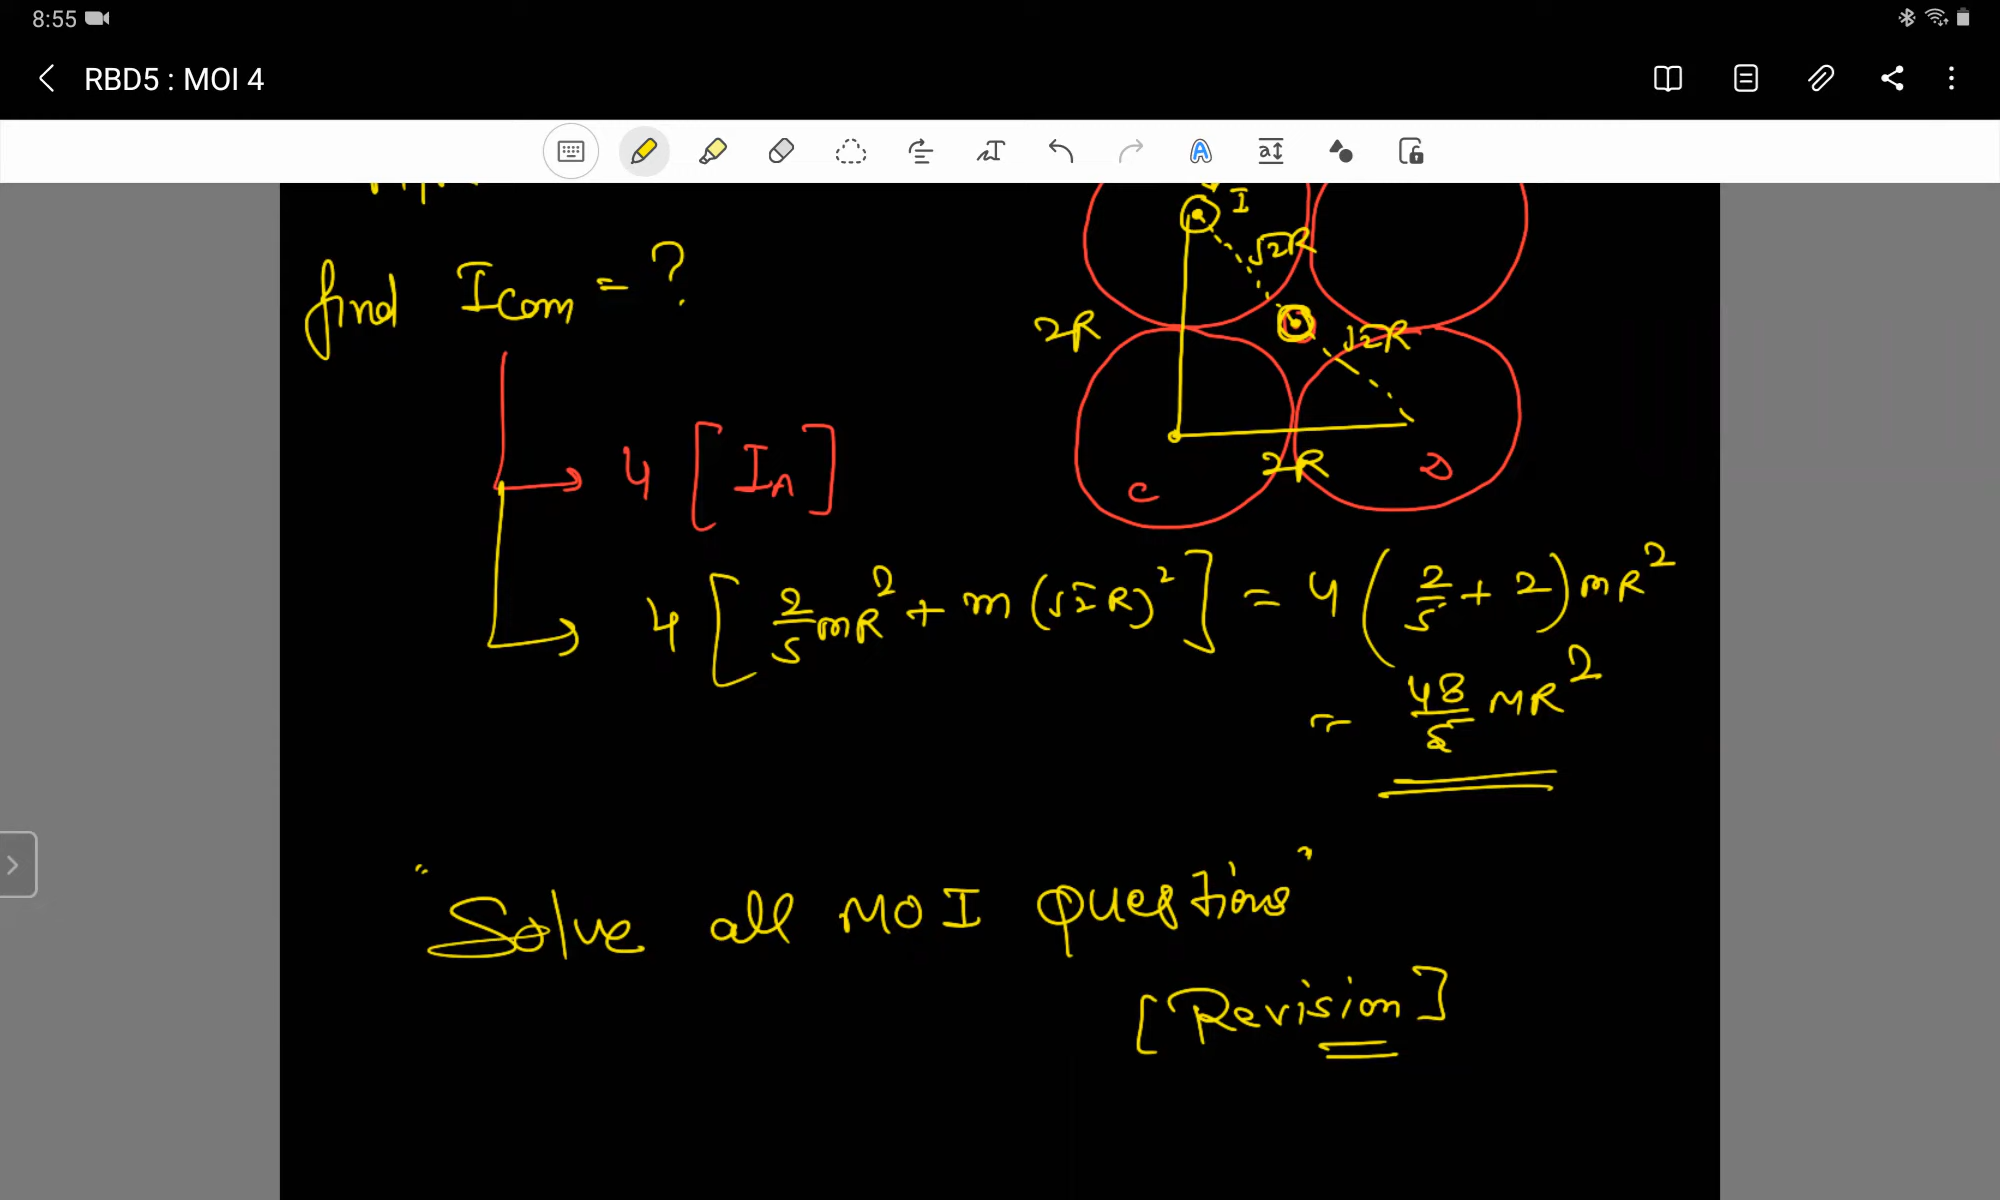 8:55
RBD5 : MOI 4
I
√2R
find Icom = ?
2R
√2R
4 [ IA ]
2R
C
D
4 [ 2/5 mR² + m (√2 R)² ] = 4 ( 2/5 + 2 ) mR²
= 48/5 MR²
"Solve all MOI Questions"
[Revision]